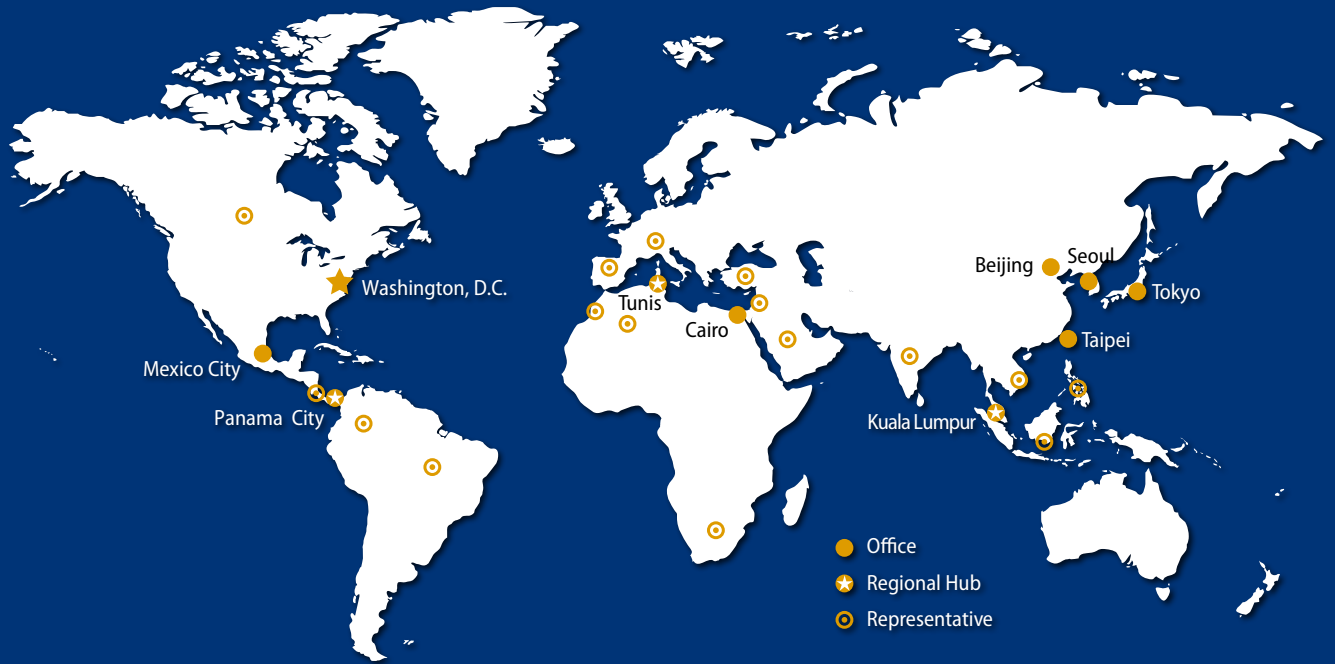 Washington, D.C.
Mexico City
Panama City
Tunis
Cairo
Beijing
Seoul
Tokyo
Taipei
Kuala Lumpur
Office
Regional Hub
Representative